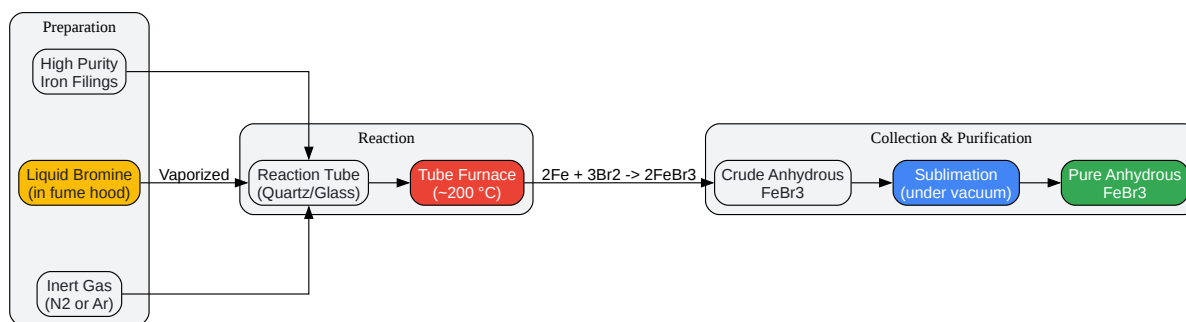 Preparation
High Purity
Iron Filings
Liquid Bromine
(in fume hood)
Inert Gas
(N2 or Ar)
Vaporized
Reaction
Reaction Tube
(Quartz/Glass)
Tube Furnace
(~200 °C)
2Fe + 3Br2 -> 2FeBr3
Collection & Purification
Crude Anhydrous
FeBr3
Sublimation
(under vacuum)
Pure Anhydrous
FeBr3